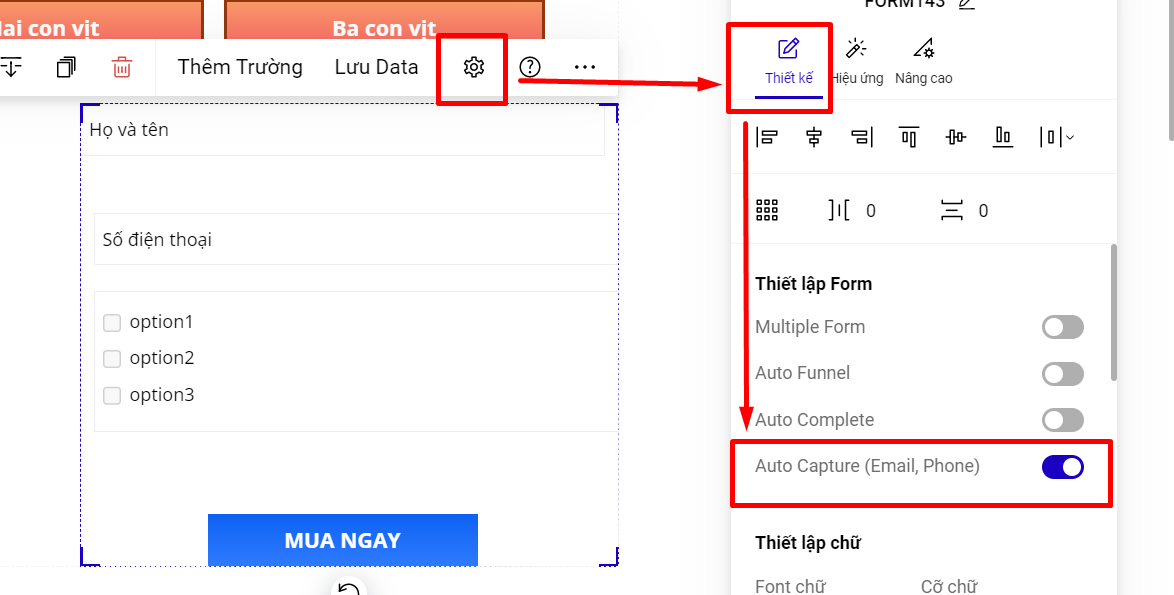 con vịt
Ba con vịt
FORM143
Thêm Trường
Lưu Data
Thiết kế
Hiệu ứng
Nâng cao
Họ và tên
0
0
Số điện thoại
Thiết lập Form
option1
Multiple Form
option2
Auto Funnel
option3
Auto Complete
Auto Capture (Email, Phone)
MUA NGAY
Thiết lập chữ
Font chữ
Cỡ chữ